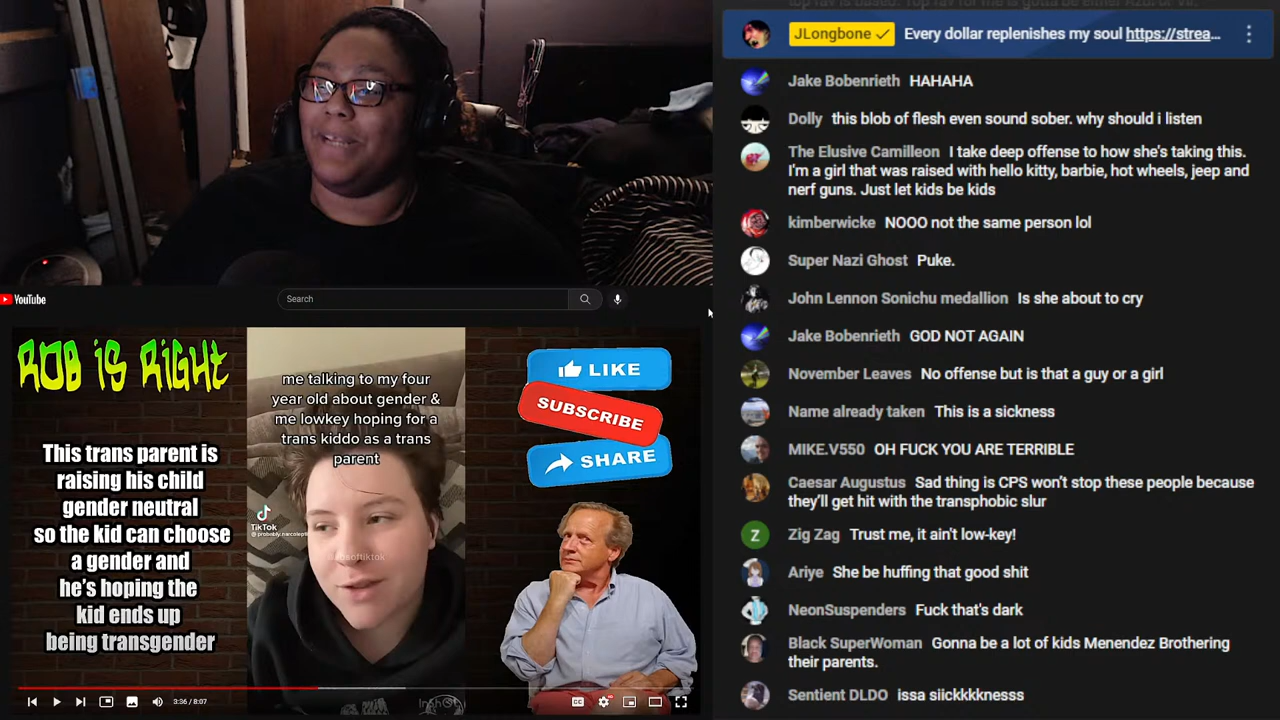 JLongbone Every dollar replenishes my soul https://strea...
Jake Bobenrieth HAHAHA
Dolly this blob of flesh even sound sober. why should i listen
The Elusive Camilleon I take deep offense to how she's taking this.
I'm a girl that was raised with hello kitty, barbie, hot wheels, jeep and
nerf guns. Just let kids be kids
kimberwicke NOOO not the same person lol
Super Nazi Ghost Puke.
John Lennon Sonichu medallion Is she about to cry
Jake Bobenrieth GOD NOT AGAIN
November Leaves No offense but is that a guy or a girl
Name already taken This is a sickness
MIKE.V550 OH FUCK YOU ARE TERRIBLE
Caesar Augustus Sad thing is CPS won't stop these people because
they'll get hit with the transphobic slur
Zig Zag Trust me, it ain't low-key!
Ariye She be huffing that good shit
NeonSuspenders Fuck that's dark
Black SuperWoman Gonna be a lot of kids Menendez Brothering
their parents.
Sentient DLDO issa siickkkknesss
YouTube
Search
ROB iS RiGHT
This trans parent is
raising his child
gender neutral
so the kid can choose
a gender and
he's hoping the
kid ends up
being transgender
me talking to my four
year old about gender &
me lowkey hoping for a
trans kiddo as a trans
parent
TikTok
LIKE
SUBSCRIBE
SHARE
InShOt
3:36 / 8:07
CC
Z